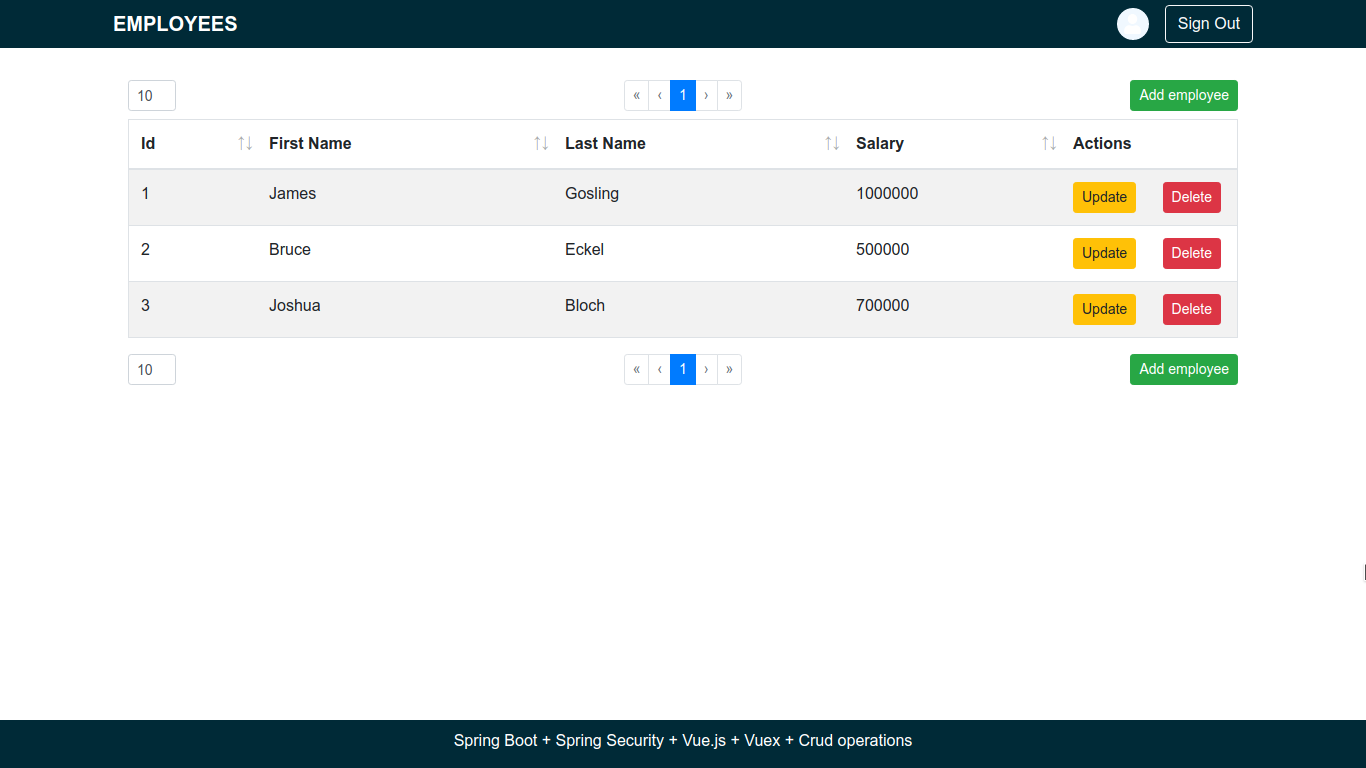 EMPLOYEES Sign Out
10 « ‹ 1 › » Add employee
Id ↑↓ First Name ↑↓ Last Name ↑↓ Salary ↑↓ Actions
1 James Gosling 1000000 Update Delete
2 Bruce Eckel 500000 Update Delete
3 Joshua Bloch 700000 Update Delete
10 « ‹ 1 › » Add employee
Spring Boot + Spring Security + Vue.js + Vuex + Crud operations